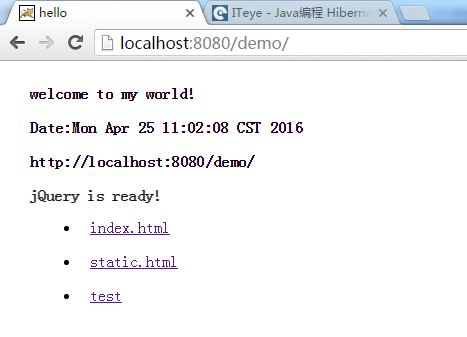 hello
ITeye - Java编程 Hiberna
localhost:8080/demo/
welcome to my world!
Date:Mon Apr 25 11:02:08 CST 2016
http://localhost:8080/demo/
jQuery is ready!
index.html
static.html
test